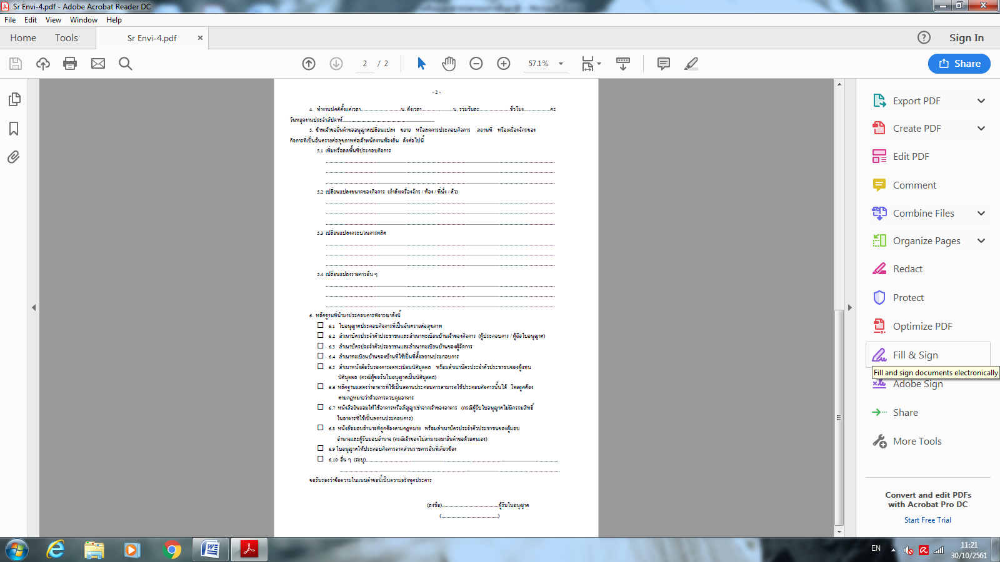 Sr Envi-4.pdf - Adobe Acrobat Reader DC
File Edit View Window Help
Home Tools Sr Envi-4.pdf × ? Sign In
2 / 2 57.1% Share
- 2 -
4. ทำงานปกติตั้งแต่เวลา..............................น. ถึงเวลา........................น. รวมวันละ.......................ชั่วโมง....................คะ
วันหยุดงานประจำสัปดาห์......................................................................
5. ข้าพเจ้าขอยื่นคำขออนุญาตเปลี่ยนแปลง ขยาย หรือลดการประกอบกิจการ สถานที่ หรือเครื่องจักรของ
กิจการที่เป็นอันตรายต่อสุขภาพต่อเจ้าพนักงานท้องถิ่น ดังต่อไปนี้
5.1 เพิ่มหรือลดพื้นที่ประกอบกิจการ
5.2 เปลี่ยนแปลงขนาดของกิจการ (กำลังเครื่องจักร / ห้อง / ที่นั่ง / ตัว)
5.3 เปลี่ยนแปลงกระบวนการผลิต
5.4 เปลี่ยนแปลงรายการอื่น ๆ
6. หลักฐานที่นำมาประกอบการพิจารณาดังนี้
6.1 ใบอนุญาตประกอบกิจการที่เป็นอันตรายต่อสุขภาพ
6.2 สำเนาบัตรประจำตัวประชาชนและสำเนาทะเบียนบ้านเจ้าของกิจการ (ผู้ประกอบการ / ผู้ถือใบอนุญาต)
6.3 สำเนาบัตรประจำตัวประชาชนและสำเนาทะเบียนบ้านของผู้จัดการ
6.4 สำเนาทะเบียนบ้านของบ้านที่ใช้เป็นที่ตั้งสถานประกอบการ
6.5 สำเนาหนังสือรับรองการจดทะเบียนนิติบุคคล พร้อมสำเนาบัตรประจำตัวประชาชนของผู้แทน
นิติบุคคล (กรณีผู้ขอรับใบอนุญาตเป็นนิติบุคคล)
6.6 หลักฐานแสดงว่าอาคารที่ใช้เป็นสถานประกอบการสามารถใช้ประกอบกิจการนั้นได้ โดยถูกต้อง
ตามกฎหมายว่าด้วยการควบคุมอาคาร
6.7 หนังสือยินยอมให้ใช้อาคารหรือสัญญาเช่าจากเจ้าของอาคาร (กรณีผู้รับใบอนุญาตไม่มีกรรมสิทธิ์
ในอาคารที่ใช้เป็นสถานประกอบการ)
6.8 หนังสือมอบอำนาจที่ถูกต้องตามกฎหมาย พร้อมสำเนาบัตรประจำตัวประชาชนของผู้มอบ
อำนาจและผู้รับมอบอำนาจ (กรณีเจ้าของไม่สามารถมายื่นคำขอด้วยตนเอง)
6.9 ใบอนุญาตให้ประกอบกิจการจากส่วนราชการอื่นที่เกี่ยวข้อง
6.10 อื่น ๆ (ระบุ)..............................................................
ขอรับรองว่าข้อความในแบบคำขอนี้เป็นความจริงทุกประการ
(ลงชื่อ)...........................................ผู้รับใบอนุญาต
(...........................................)
Export PDF
Create PDF
Edit PDF
Comment
Combine Files
Organize Pages
Redact
Protect
Optimize PDF
Fill & Sign
Fill and sign documents electronically
Adobe Sign
Share
More Tools
Convert and edit PDFs
with Acrobat Pro DC
Start Free Trial
EN 11:21
30/10/2561